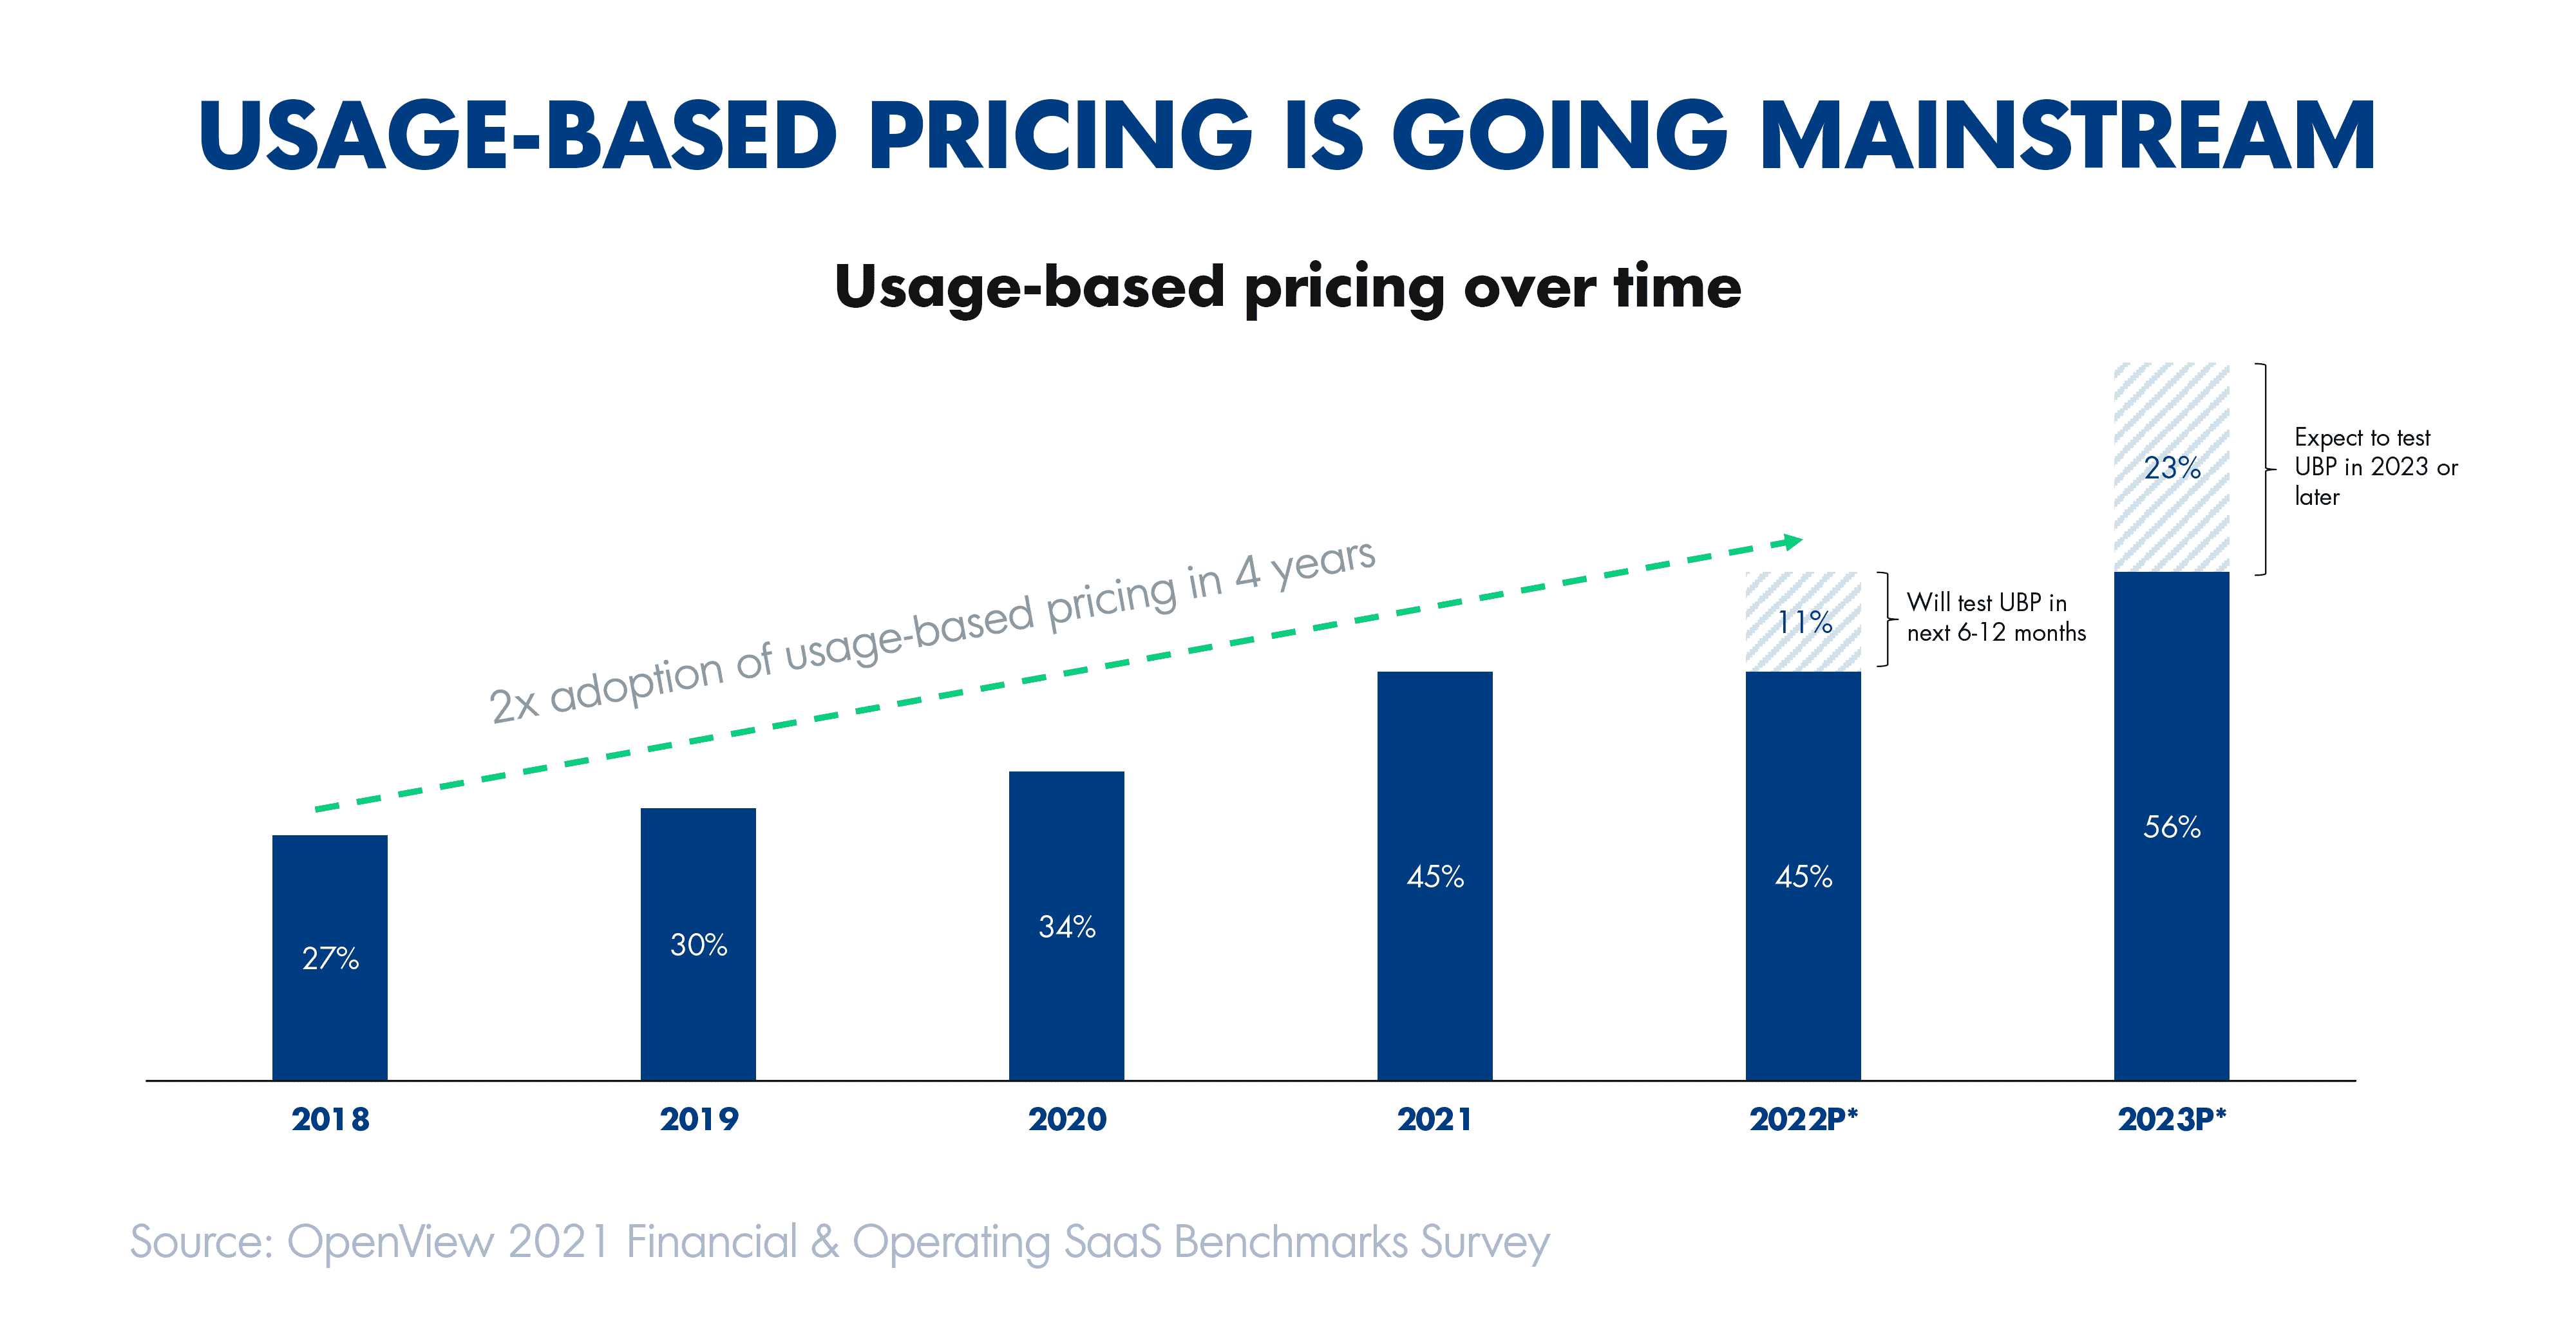 USAGE-BASED PRICING IS GOING MAINSTREAM
Usage-based pricing over time
2x adoption of usage-based pricing in 4 years
27%
30%
34%
45%
45%
11%
Will test UBP in
next 6-12 months
56%
23%
Expect to test
UBP in 2023 or
later
2018
2019
2020
2021
2022P*
2023P*
Source: OpenView 2021 Financial & Operating SaaS Benchmarks Survey